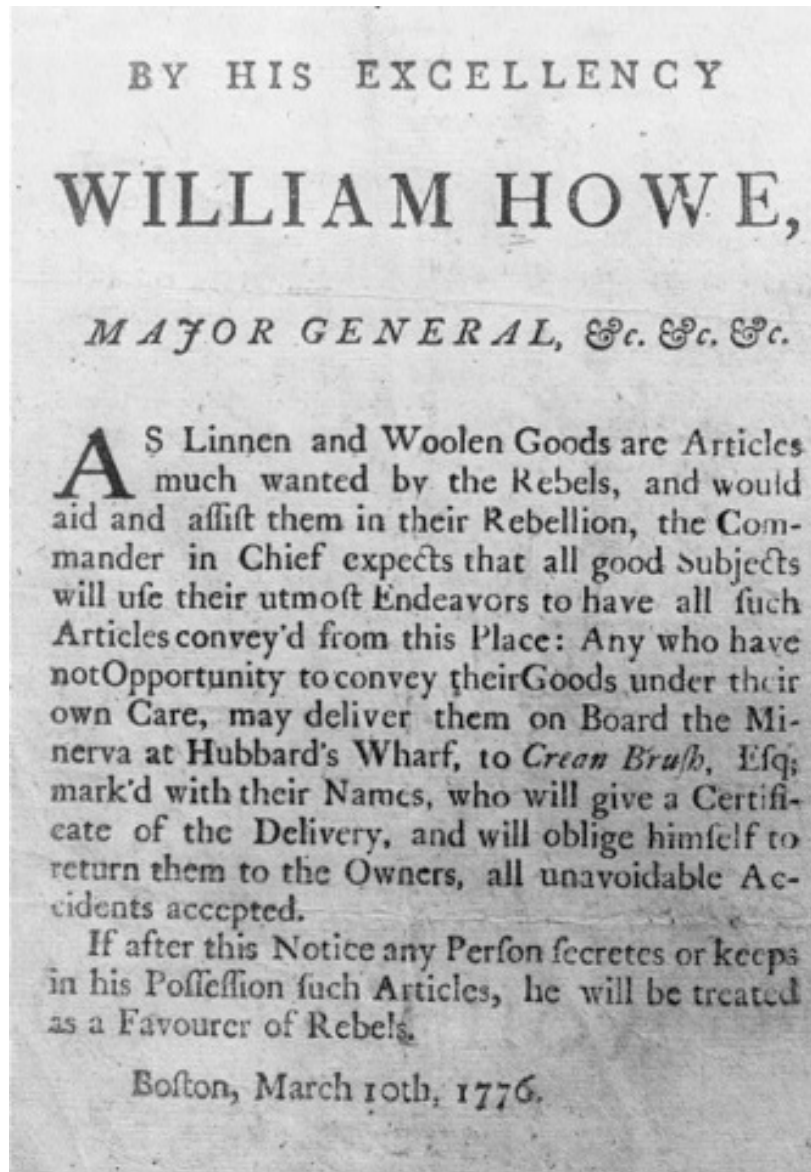 BY HIS EXCELLENCY
WILLIAM HOWE,
MAJOR GENERAL, &c. &c. &c.
AS Linnen and Woolen Goods are Articles
much wanted by the Rebels, and would
aid and aſſiſt them in their Rebellion, the Com-
mander in Chief expects that all good Subjects
will uſe their utmoſt Endeavors to have all ſuch
Articles convey'd from this Place: Any who have
not Opportunity to convey their Goods under their
own Care, may deliver them on Board the Mi-
nerva at Hubbard's Wharf, to Crean Bruſh, Eſq;
mark'd with their Names, who will give a Certifi-
cate of the Delivery, and will oblige himſelf to
return them to the Owners, all unavoidable Ac-
cidents accepted.
If after this Notice any Perſon ſecretes or keeps
in his Poſſeſſion ſuch Articles, he will be treated
as a Favourer of Rebels.
Boſton, March 10th, 1776.